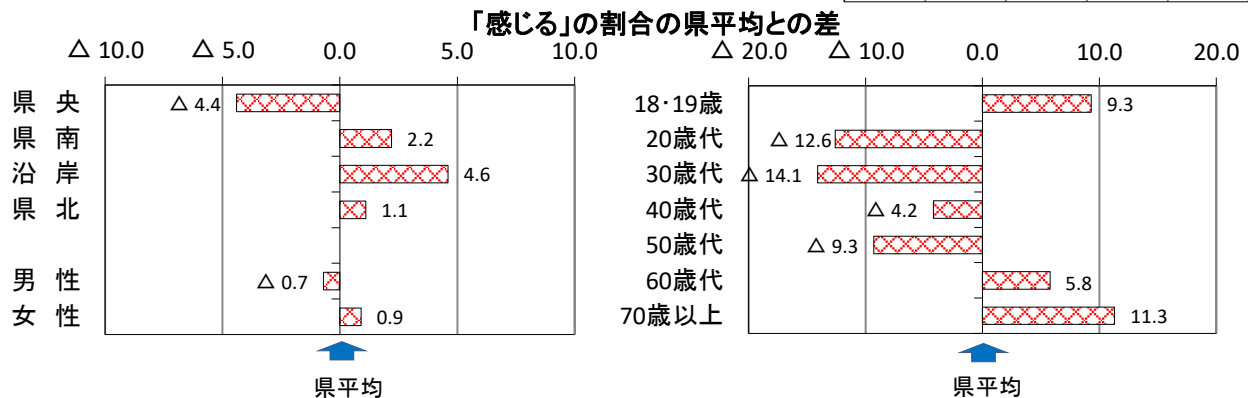 「感じる」の割合の県平均との差
△ 10.0 △ 5.0 0.0 5.0 10.0
県 央 △ 4.4
県 南 2.2
沿 岸 4.6
県 北 1.1
男 性 △ 0.7
女 性 0.9
県平均
△ 20.0 △ 10.0 0.0 10.0 20.0
18･19歳 9.3
20歳代 △ 12.6
30歳代 △ 14.1
40歳代 △ 4.2
50歳代 △ 9.3
60歳代 5.8
70歳以上 11.3
県平均